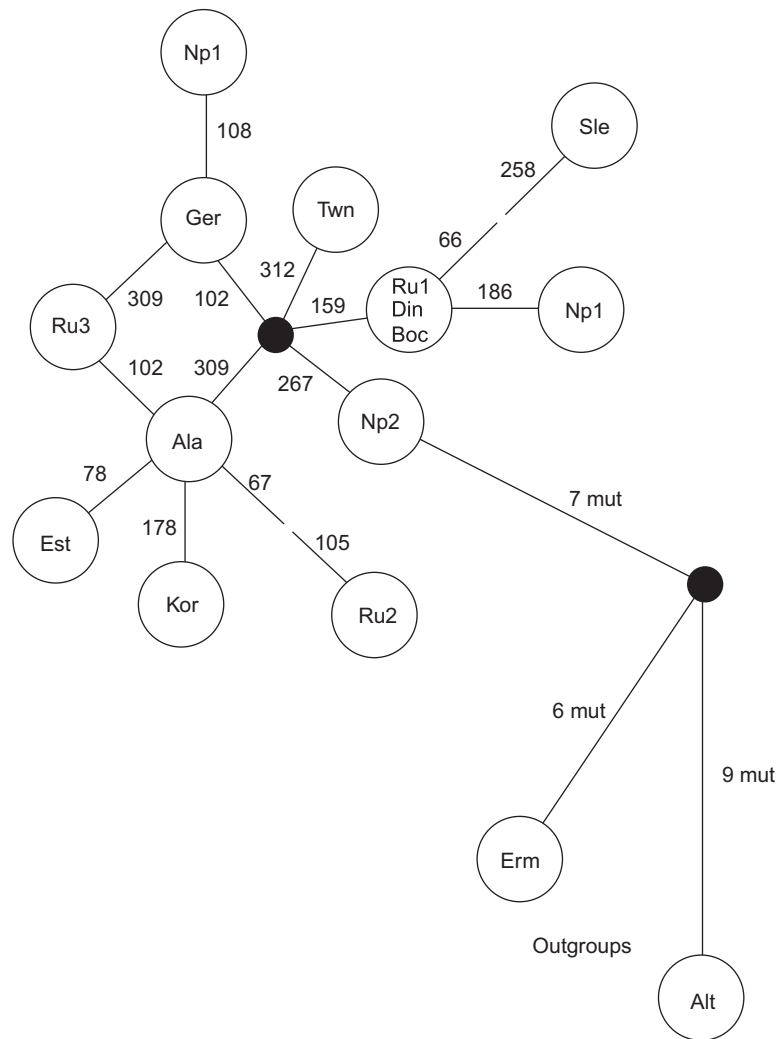 Np1
108
Sle
258
Ger
Twn
66
312
Ru1
Din
Boc
159
186
Np1
309
102
Ru3
102
309
267
Np2
Ala
78
67
7 mut
178
105
Est
Kor
Ru2
6 mut
9 mut
Erm
Outgroups
Alt